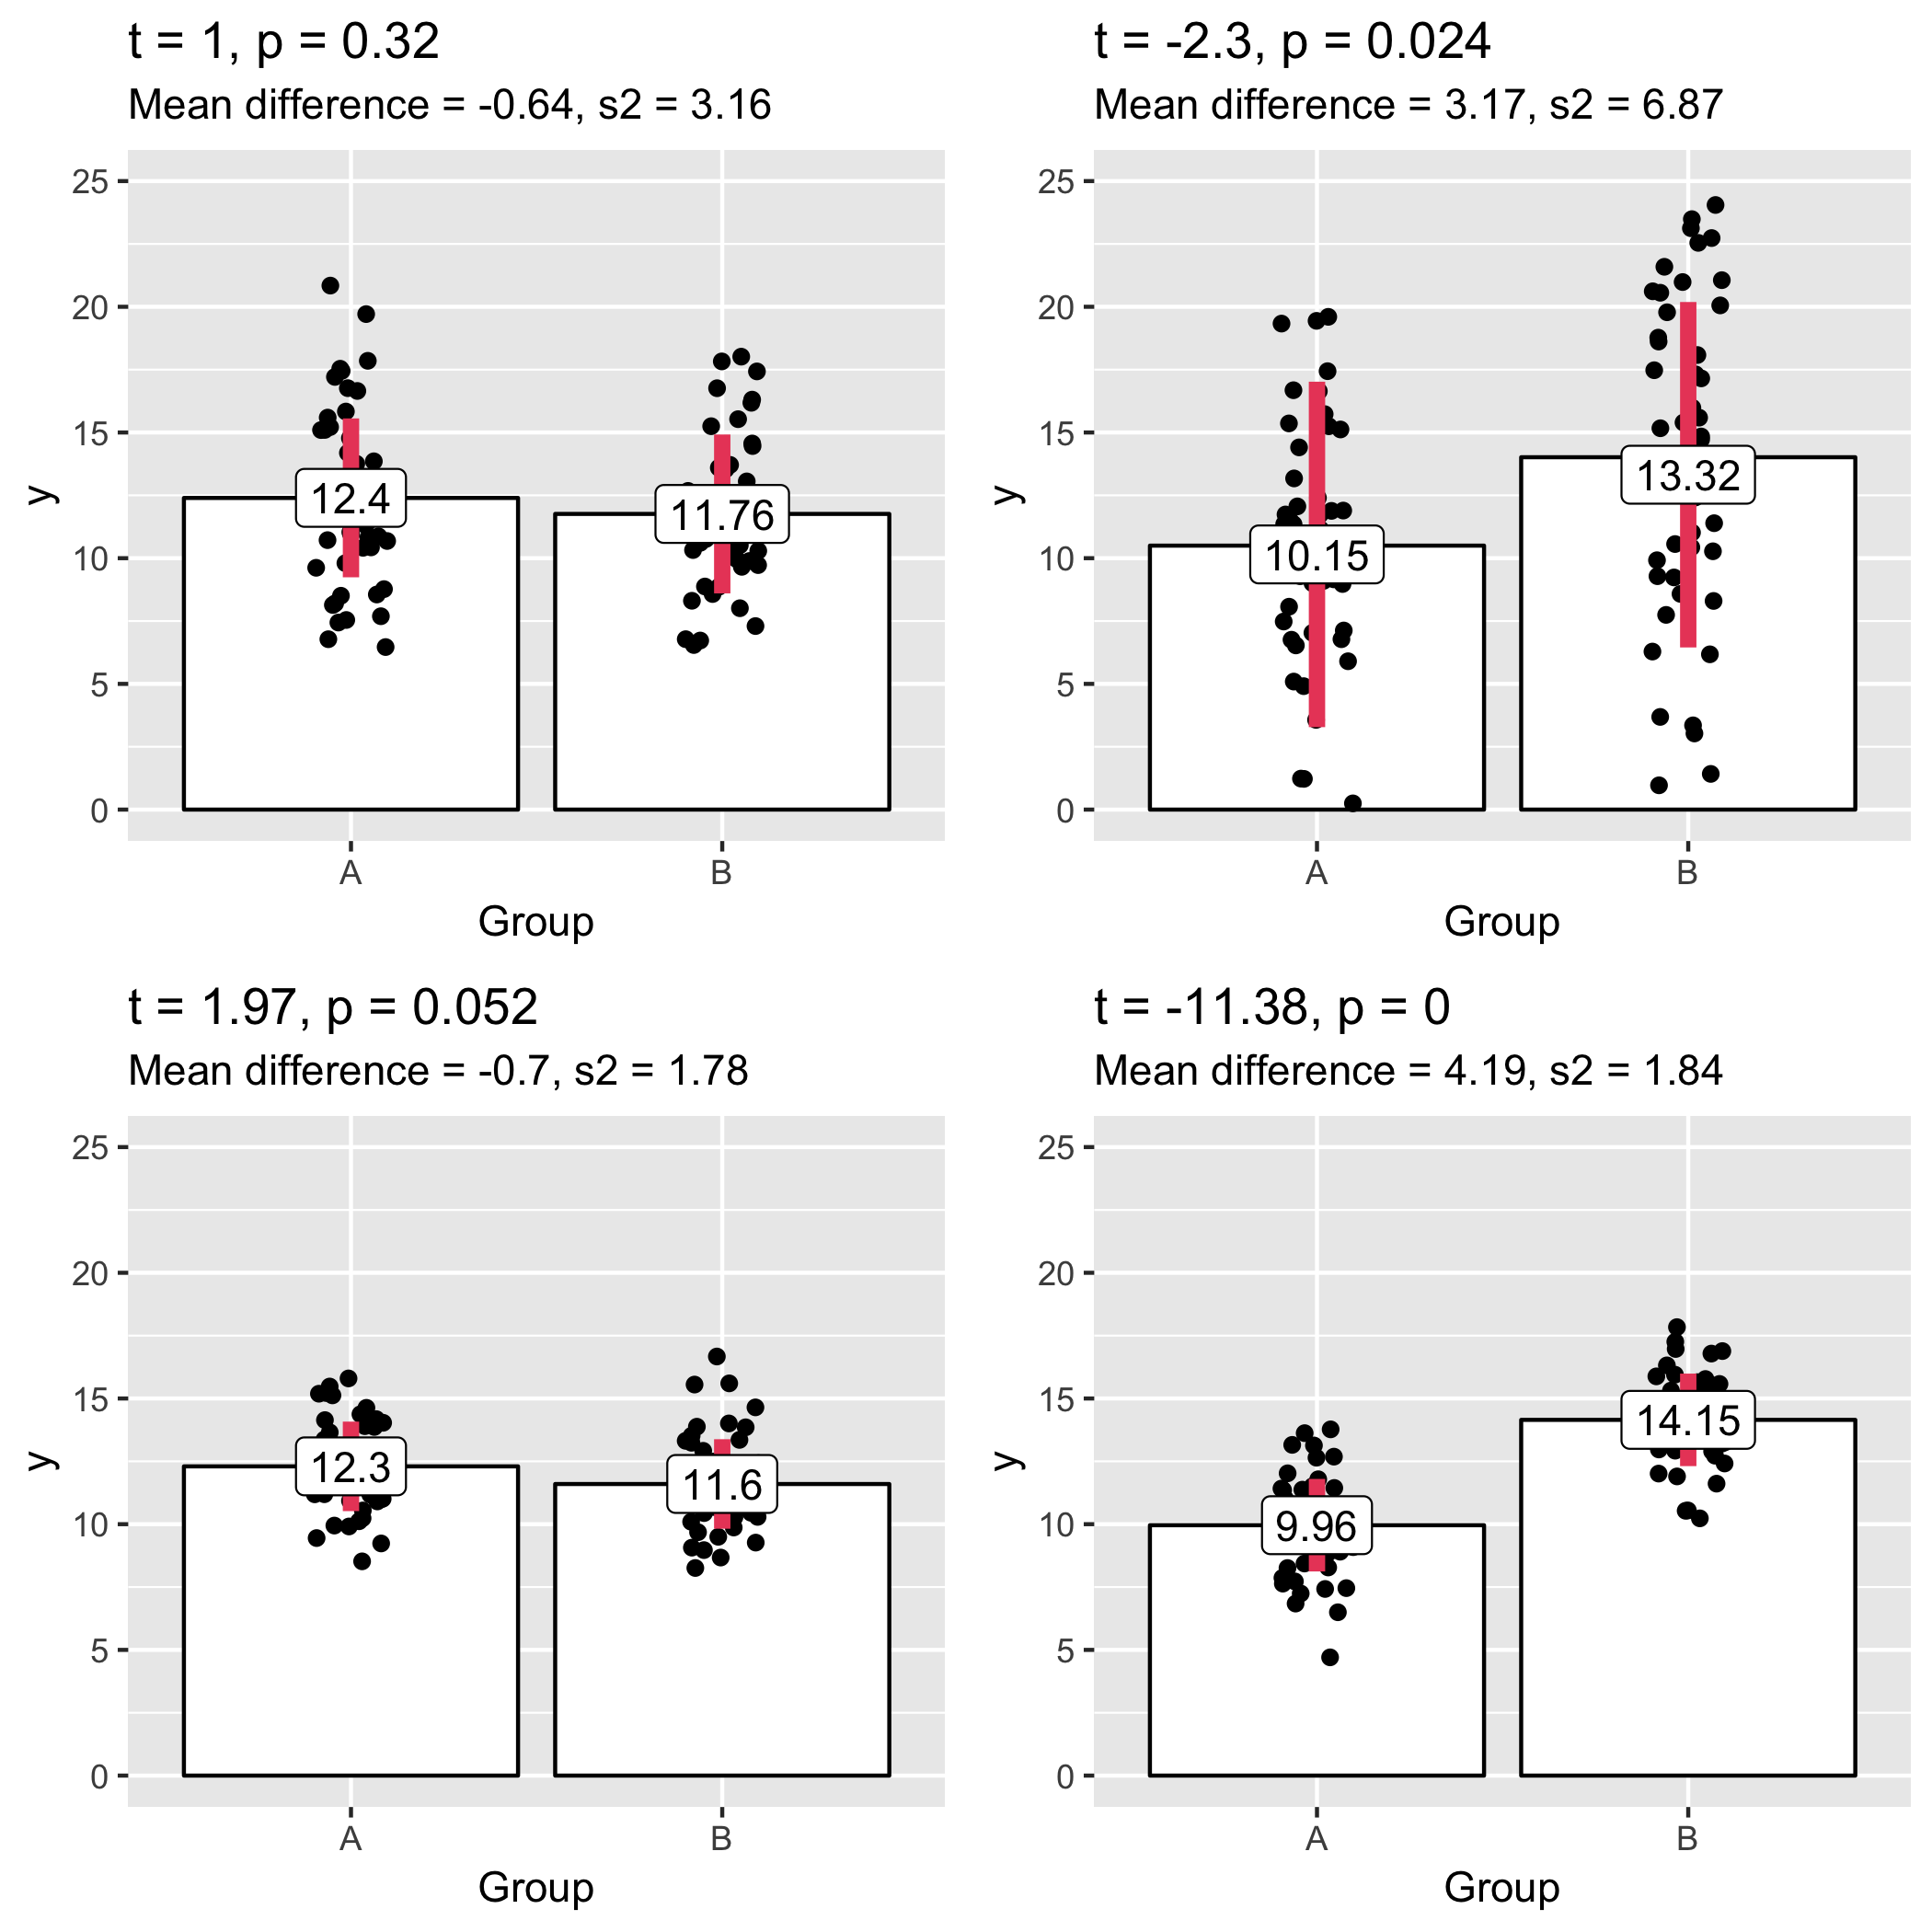 t = 1, p = 0.32
Mean difference = -0.64, s2 = 3.16
25
20
15
10
5
0
y
12.4
11.76
A
B
Group
t = -2.3, p = 0.024
Mean difference = 3.17, s2 = 6.87
25
20
15
10
5
0
y
10.15
13.32
A
B
Group
t = 1.97, p = 0.052
Mean difference = -0.7, s2 = 1.78
25
20
15
10
5
0
y
12.3
11.6
A
B
Group
t = -11.38, p = 0
Mean difference = 4.19, s2 = 1.84
25
20
15
10
5
0
y
9.96
14.15
A
B
Group